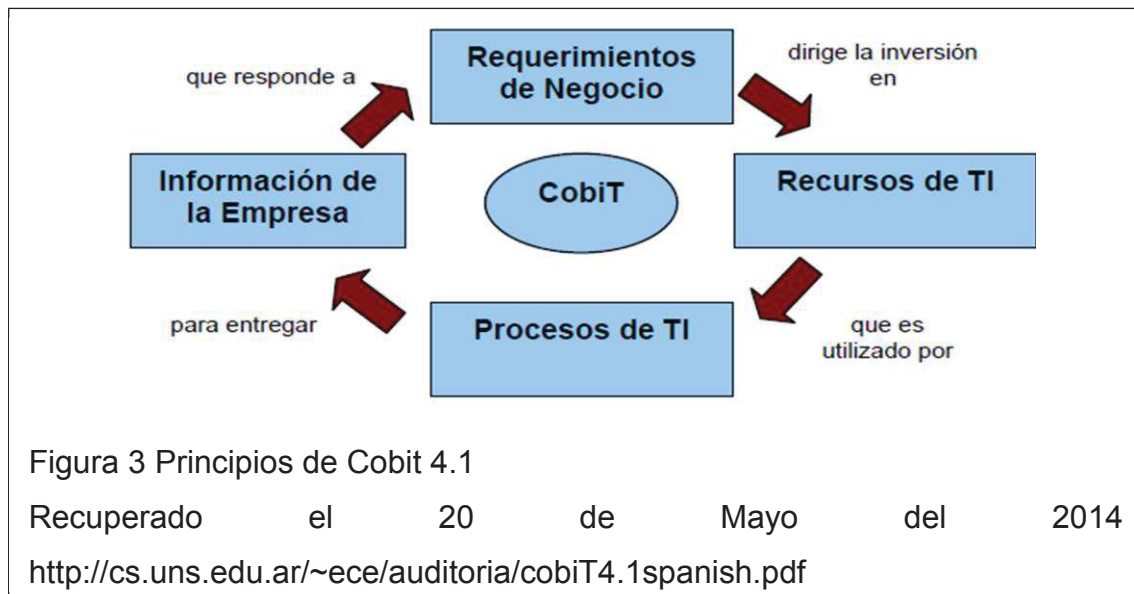 que responde a
Requerimientos
de Negocio
dirige la inversión
en
Información de
la Empresa
CobiT
Recursos de TI
para entregar
Procesos de TI
que es
utilizado por
Figura 3 Principios de Cobit 4.1
Recuperado el 20 de Mayo del 2014
http://cs.uns.edu.ar/~ece/auditoria/cobiT4.1spanish.pdf